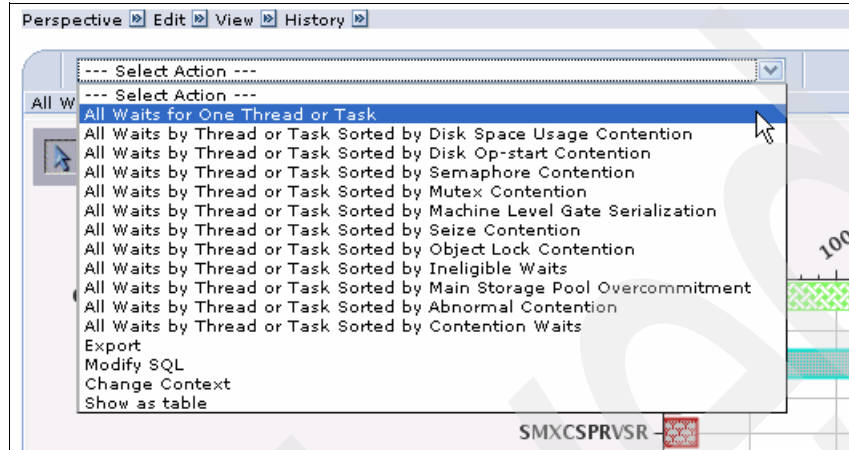 Perspective Edit View History
--- Select Action ---
--- Select Action ---
All W
All Waits for One Thread or Task
All Waits by Thread or Task Sorted by Disk Space Usage Contention
All Waits by Thread or Task Sorted by Disk Op-start Contention
All Waits by Thread or Task Sorted by Semaphore Contention
All Waits by Thread or Task Sorted by Mutex Contention
All Waits by Thread or Task Sorted by Machine Level Gate Serialization
All Waits by Thread or Task Sorted by Seize Contention
All Waits by Thread or Task Sorted by Object Lock Contention
All Waits by Thread or Task Sorted by Ineligible Waits
All Waits by Thread or Task Sorted by Main Storage Pool Overcommitment
All Waits by Thread or Task Sorted by Abnormal Contention
All Waits by Thread or Task Sorted by Contention Waits
Export
Modify SQL
Change Context
Show as table
SMXCSPRVSR